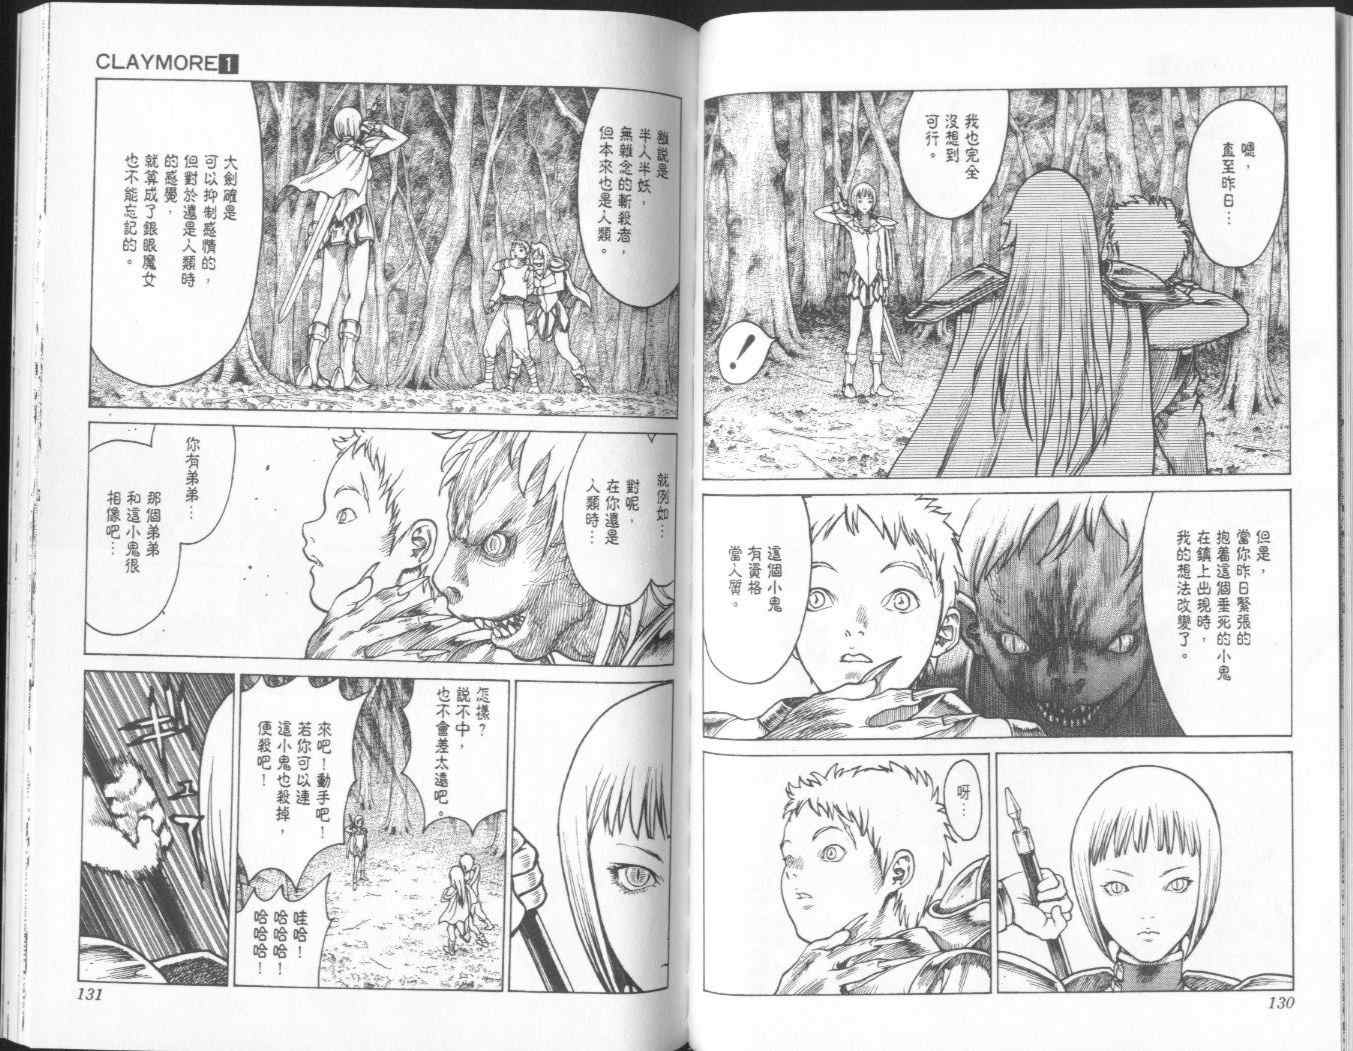 嗯，
直至昨日…
我也完全
沒想到
可行。
！
但是，
當你昨日緊張的
抱着這個垂死的小鬼
在鎮上出現時，
我的想法改變了。
這個小鬼
有資格
當人質。
呀…
130
CLAYMORE 1
雖說是
半人半妖，
無雜念的斬殺者，
但本來也是人類。
大劍確是
可以抑制感情的，
但對於還是人類時
的感覺，
就算成了銀眼魔女
也不能忘記的。
就例如…
對呢，
在你還是
人類時…
你有弟弟…
那個弟弟
和這小鬼很
相像吧…
怎樣？
說不中，
也不會差太遠吧。
來吧！動手吧！
若你可以連
這小鬼也殺掉，
便殺吧！
哇哈！
哈哈哈！
哈哈哈！
131